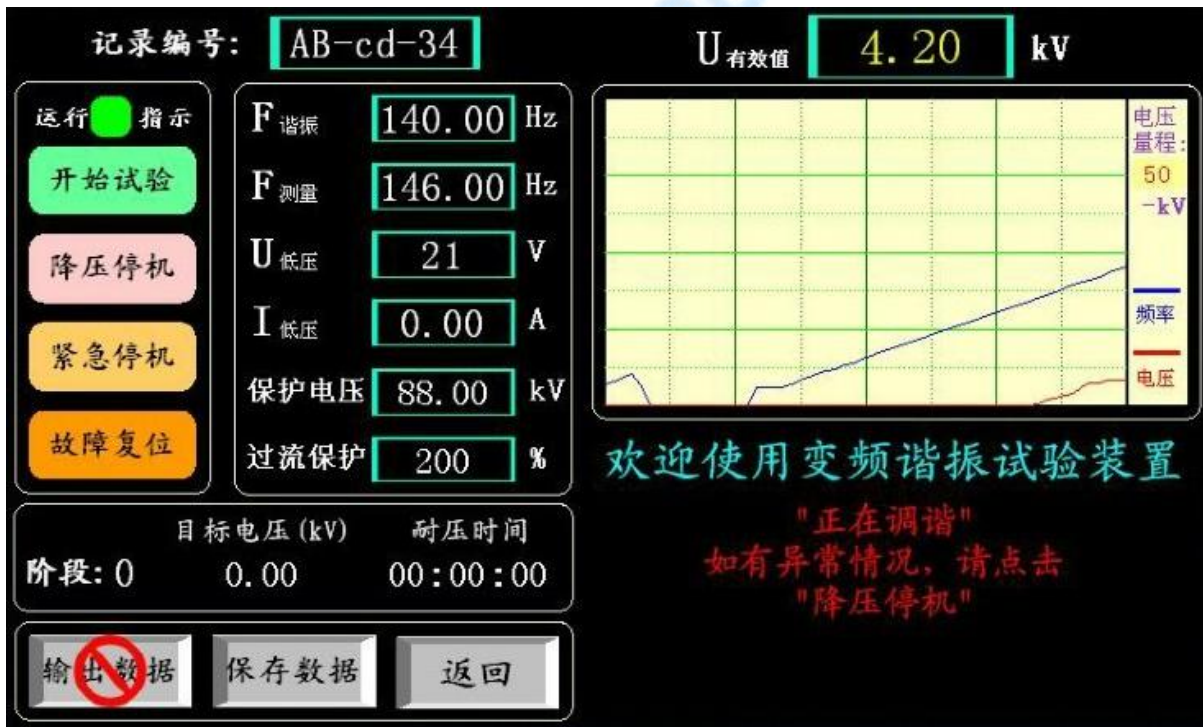 记录编号: AB-cd-34
U有效值 4.20 kV
运行 指示
开始试验
降压停机
紧急停机
故障复位
F谐振 140.00 Hz
F测量 146.00 Hz
U低压 21 V
I低压 0.00 A
保护电压 88.00 kV
过流保护 200 %
电压
量程:
50
-kV
频率
电压
欢迎使用变频谐振试验装置
"正在调谐"
如有异常情况, 请点击
"降压停机"
目标电压(kV) 耐压时间
阶段: 0 0.00 00:00:00
输出数据 保存数据 返回